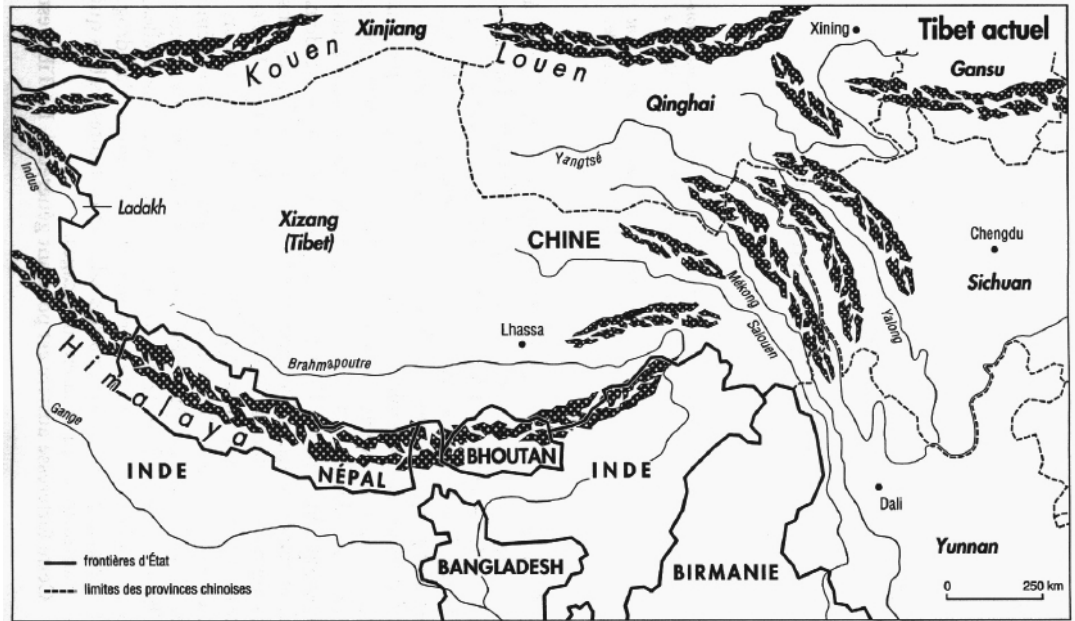 Xinjiang
Xining
Tibet actuel
Kouen
Louen
Gansu
Qinghai
Yangtsé
Indus
Ladakh
Xizang
(Tibet)
CHINE
Chengdu
Sichuan
Mékong
Salouen
Yalong
Lhassa
Brahmapoutre
Himalaya
Gange
INDE
NÉPAL
BHOUTAN
INDE
Dali
BANGLADESH
BIRMANIE
Yunnan
frontières d'État
limites des provinces chinoises
0 250 km